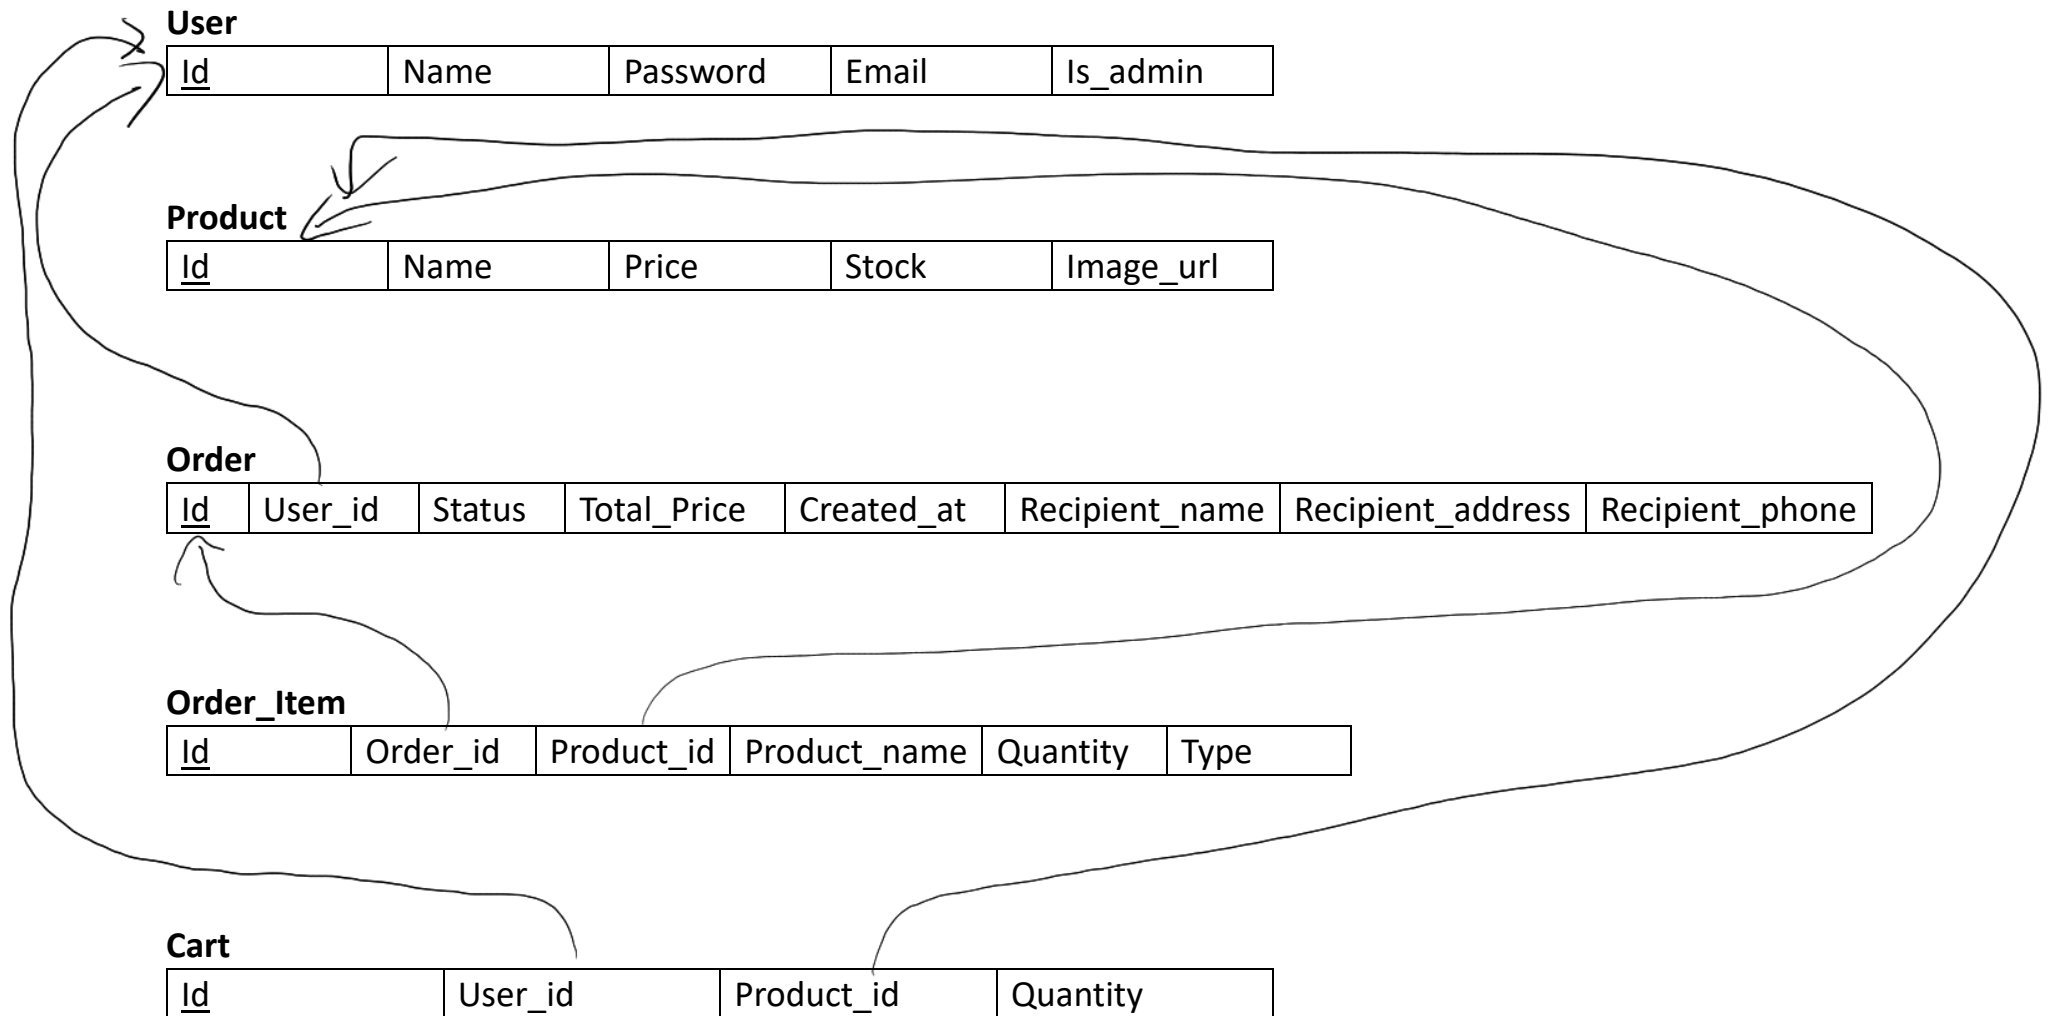 User
Id Name Password Email Is_admin
Product
Id Name Price Stock Image_url
Order
Id User_id Status Total_Price Created_at Recipient_name Recipient_address Recipient_phone
Order_Item
Id Order_id Product_id Product_name Quantity Type
Cart
Id User_id Product_id Quantity